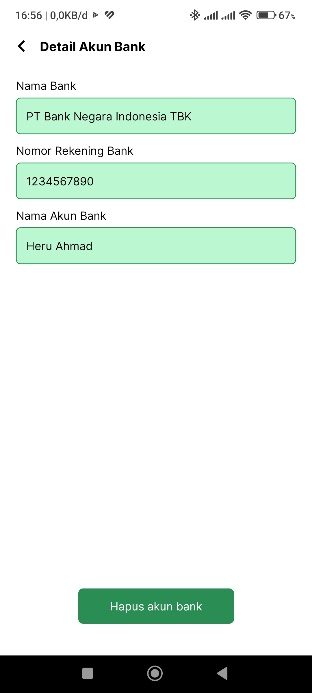 16:56 | 0,0KB/d
67%
Detail Akun Bank
Nama Bank
PT Bank Negara Indonesia TBK
Nomor Rekening Bank
1234567890
Nama Akun Bank
Heru Ahmad
Hapus akun bank